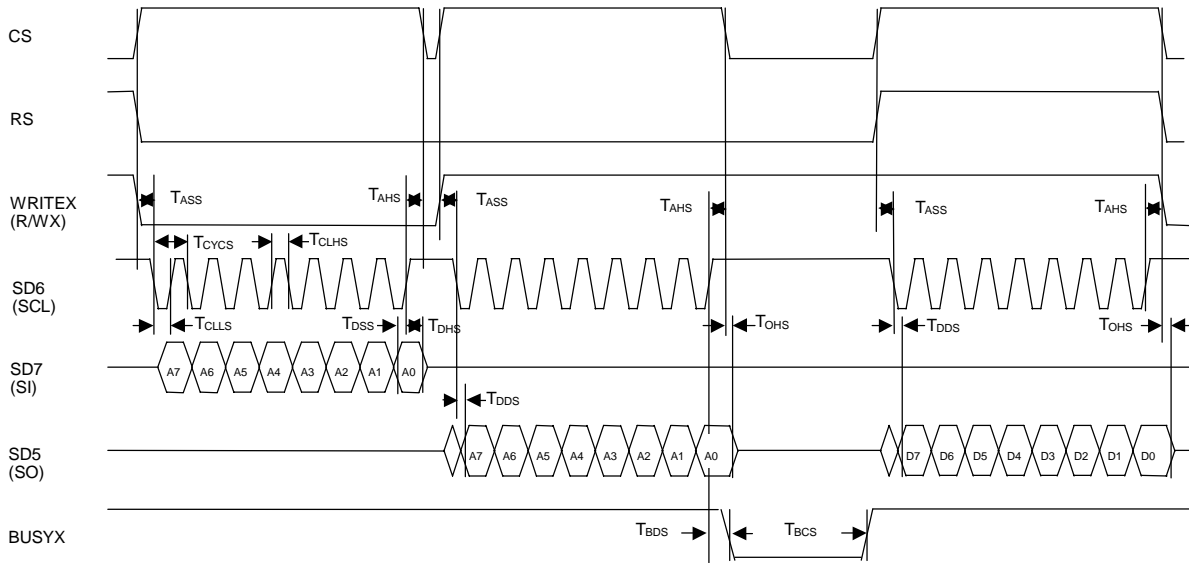 CS
RS
WRITEX
(R/WX)
TASS TAHS TASS TAHS TASS TAHS
TCYCS TCLHS
SD6
(SCL)
TCLLS TDSS TDHS TOHS TDDS TOHS
SD7
(SI)
A7 A6 A5 A4 A3 A2 A1 A0
TDDS
SD5
(SO)
A7 A6 A5 A4 A3 A2 A1 A0 D7 D6 D5 D4 D3 D2 D1 D0
BUSYX
TBDS TBCS